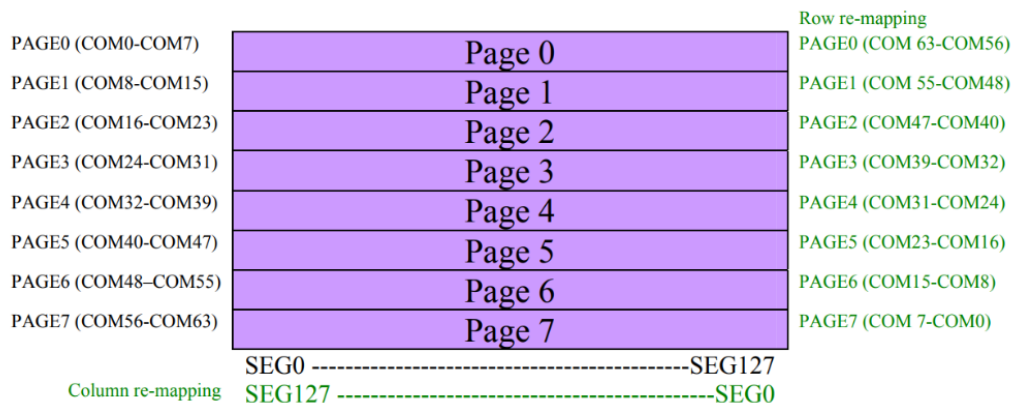 Row re-mapping
PAGE0 (COM0-COM7) Page 0 PAGE0 (COM 63-COM56)
PAGE1 (COM8-COM15) Page 1 PAGE1 (COM 55-COM48)
PAGE2 (COM16-COM23) Page 2 PAGE2 (COM47-COM40)
PAGE3 (COM24-COM31) Page 3 PAGE3 (COM39-COM32)
PAGE4 (COM32-COM39) Page 4 PAGE4 (COM31-COM24)
PAGE5 (COM40-COM47) Page 5 PAGE5 (COM23-COM16)
PAGE6 (COM48–COM55) Page 6 PAGE6 (COM15-COM8)
PAGE7 (COM56-COM63) Page 7 PAGE7 (COM 7-COM0)
SEG0 ---------------------------------------------SEG127
Column re-mapping SEG127 ---------------------------------------------SEG0